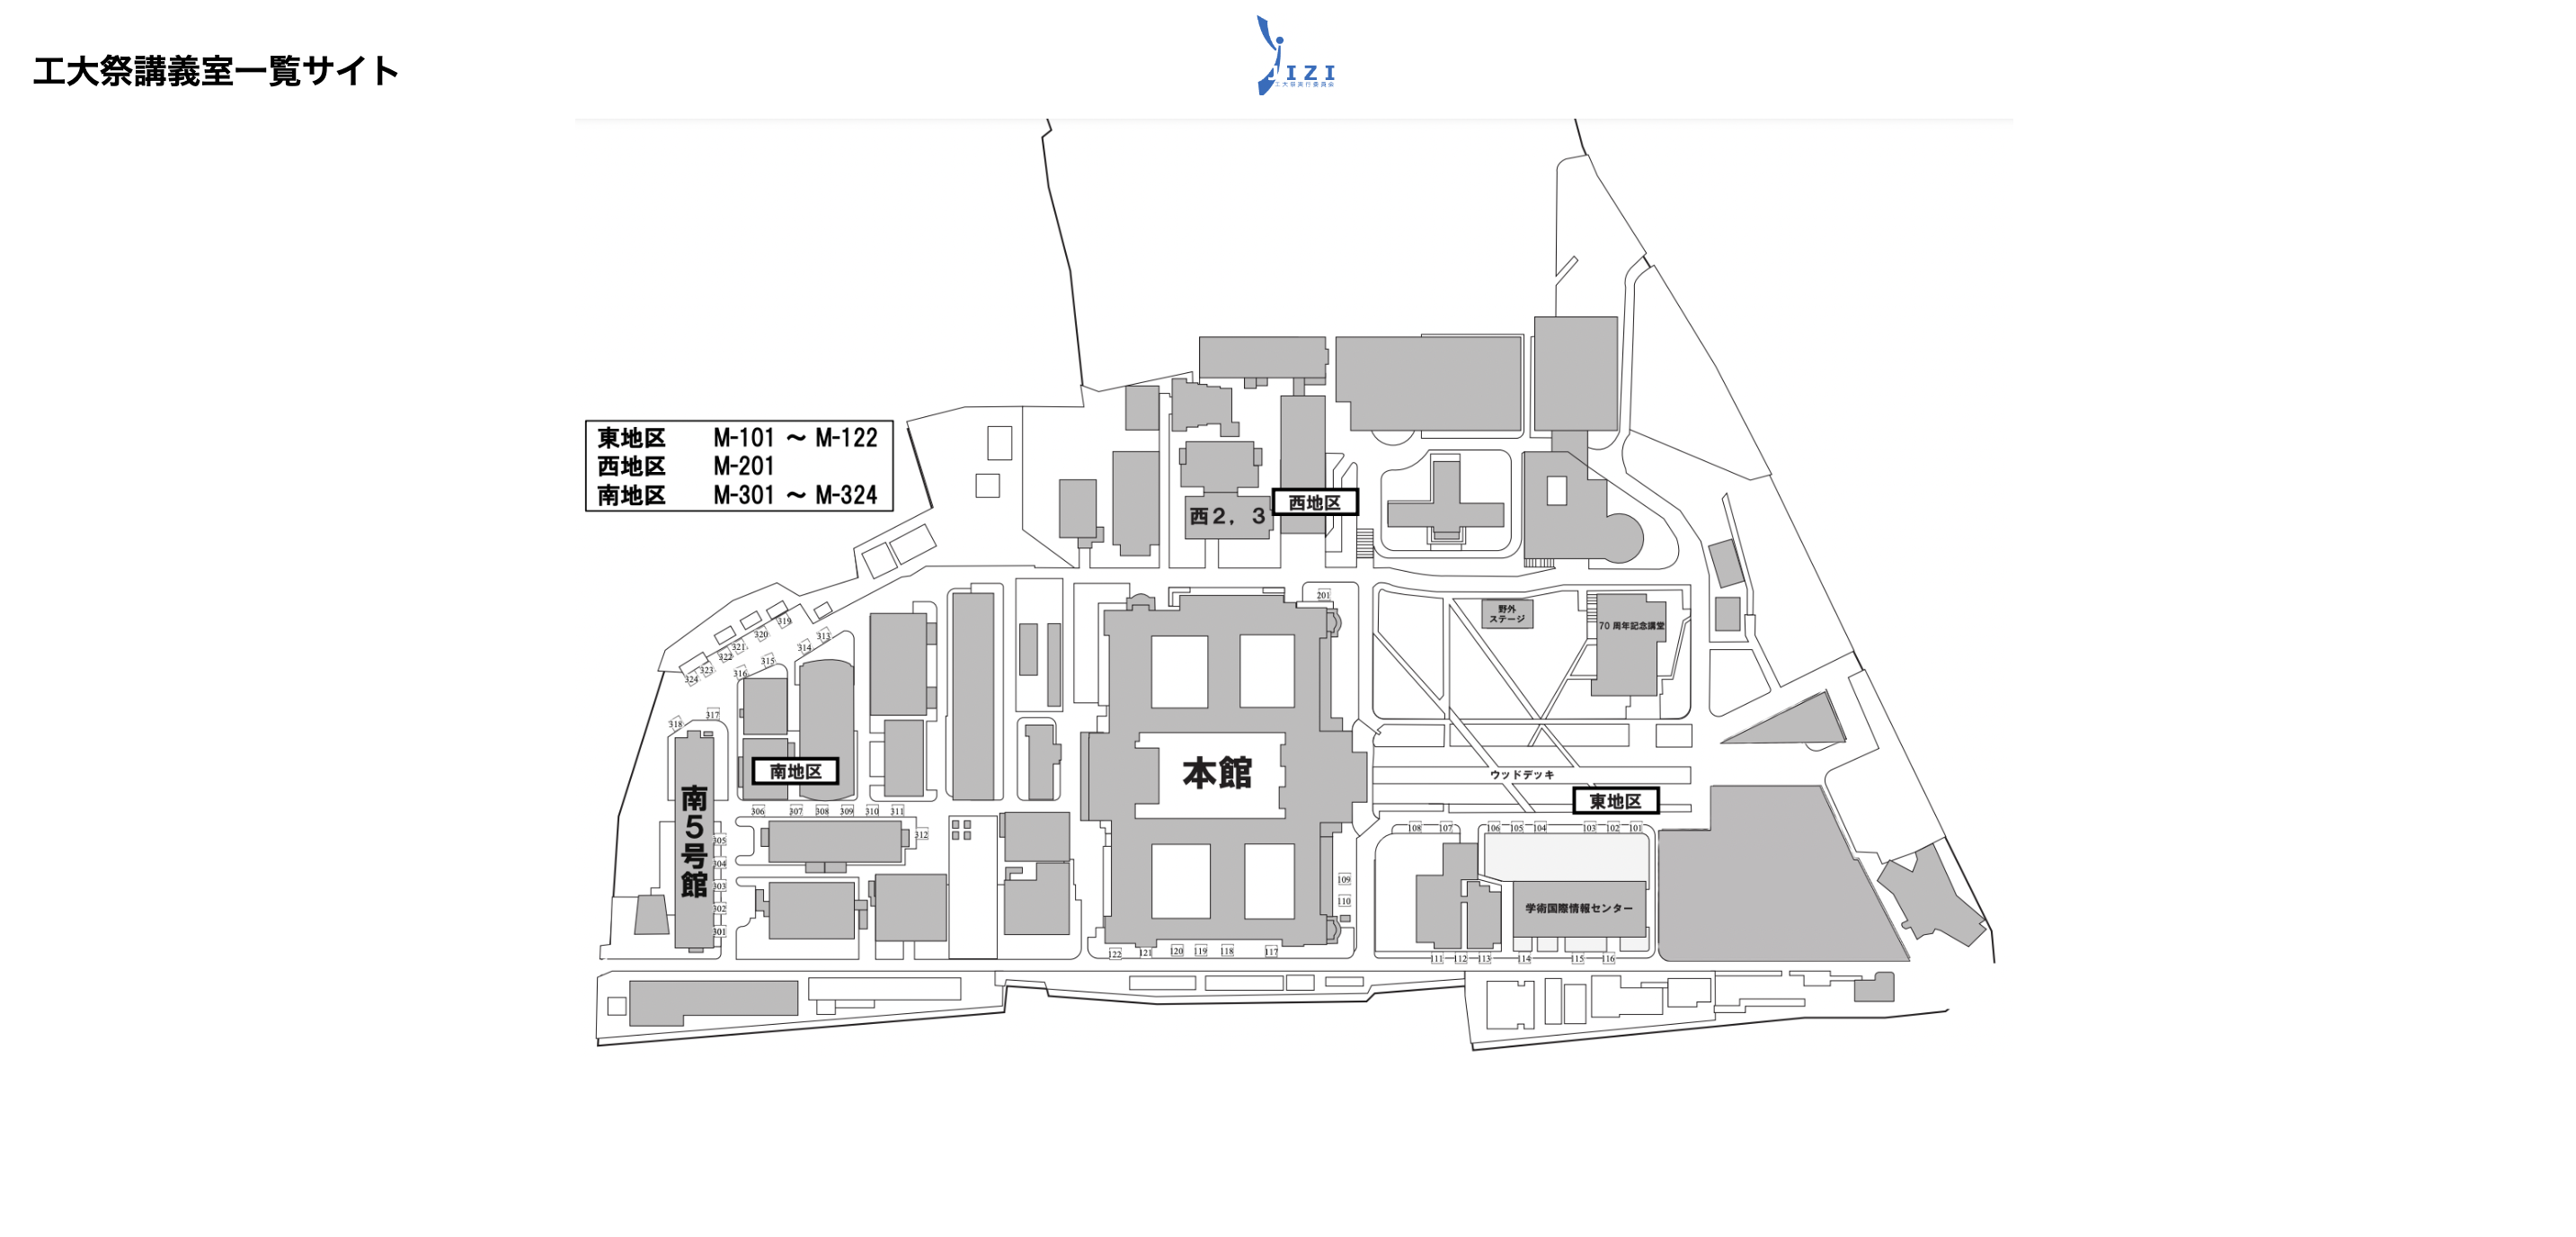 工大祭講義室一覧サイト
JIZI
工大祭実行委員会
東地区 M-101 ～ M-122
西地区 M-201
南地区 M-301 ～ M-324
西地区
西2，3
201
野外
ステージ
70 周年記念講堂
319
320
313
321
314
322
315
323
316
324
317
318
本館
南地区
ウッドデッキ
東地区
南5号館
306 307 308 309 310 311
312
108 107 106 105 104 103 102 101
305
304
303
302
301
109
110
学術国際情報センター
122 121 120 119 118 117
111 112 113 114 115 116